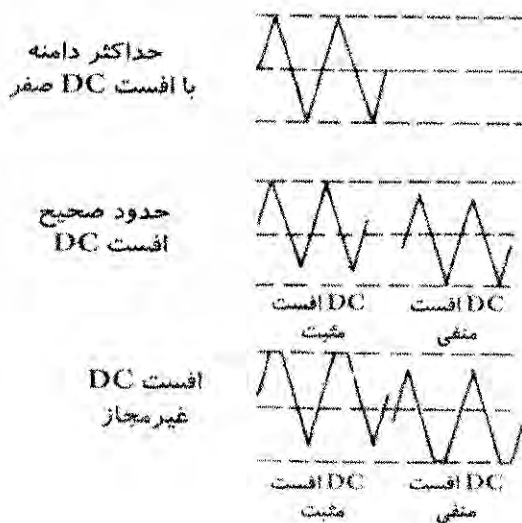 حداکثر دامنه
با افست DC صفر
حدود صحیح
افست DC
افست DC
مثبت
افست DC
منفی
افست DC
غیرمجاز
افست DC
مثبت
افست DC
منفی